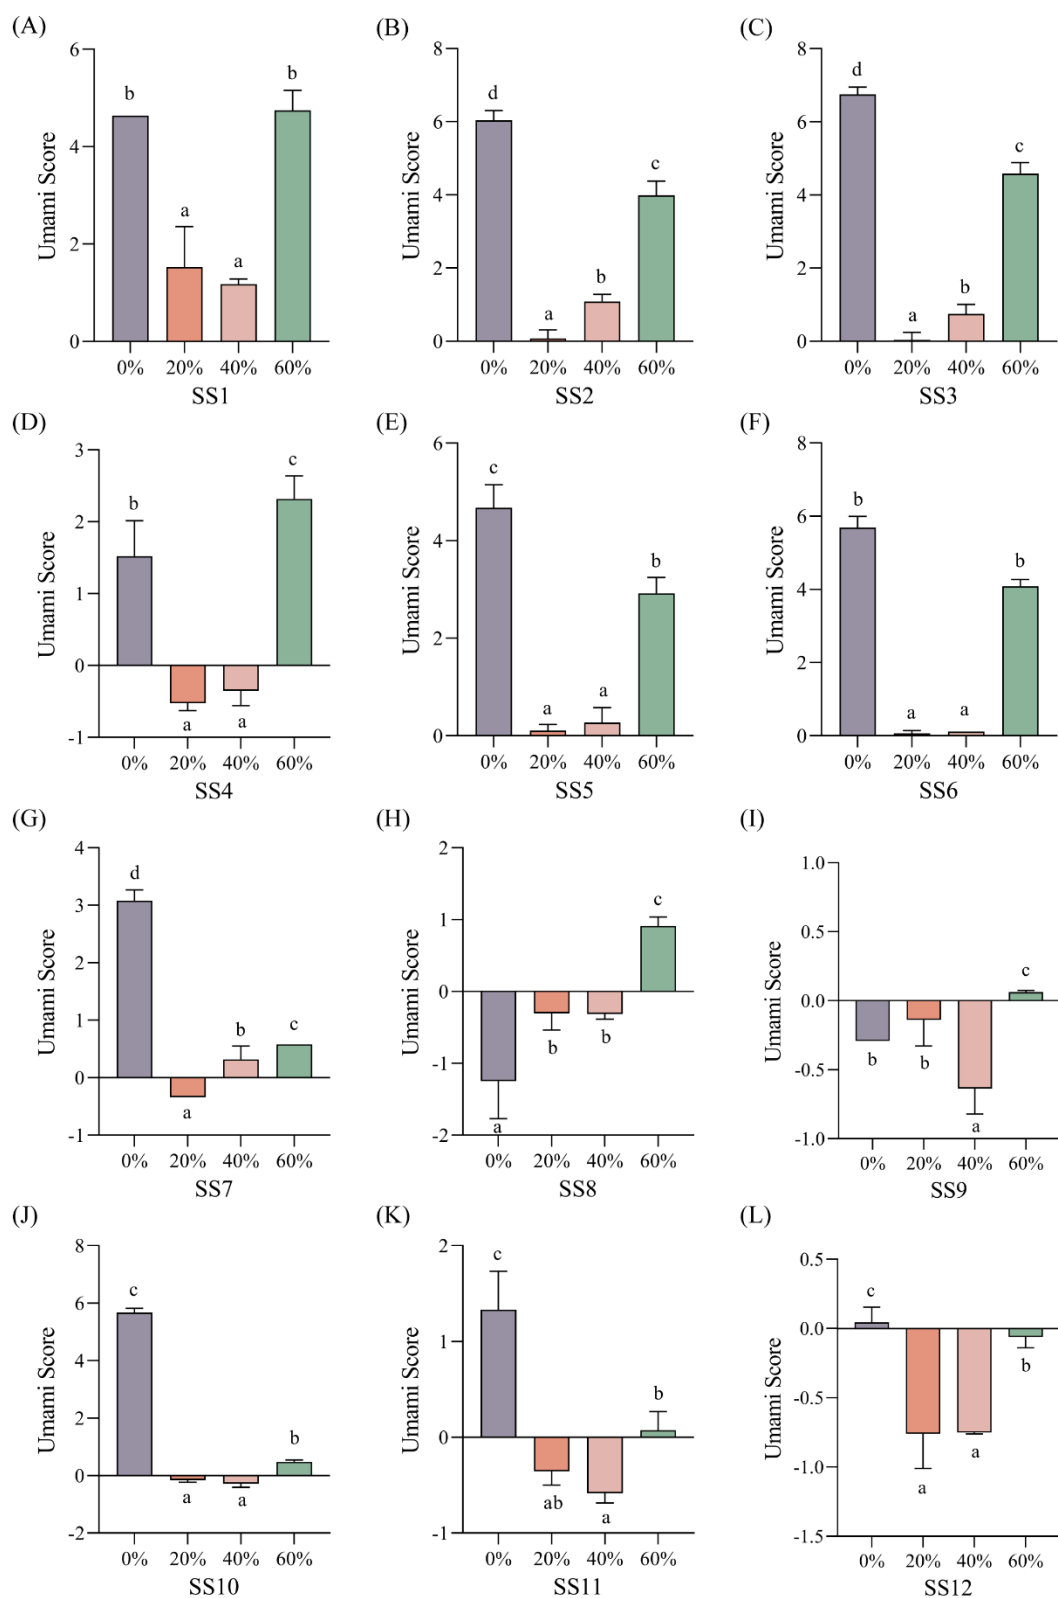 (A)
Umami Score
6
4
2
0
b
a
a
b
0% 20% 40% 60%
SS1
(B)
Umami Score
8
6
4
2
0
d
a
b
c
0% 20% 40% 60%
SS2
(C)
Umami Score
8
6
4
2
0
d
a
b
c
0% 20% 40% 60%
SS3
(D)
Umami Score
3
2
1
0
-1
b
a
a
c
0% 20% 40% 60%
SS4
(E)
Umami Score
6
4
2
0
c
a
a
b
0% 20% 40% 60%
SS5
(F)
Umami Score
8
6
4
2
0
b
a
a
b
0% 20% 40% 60%
SS6
(G)
Umami Score
4
3
2
1
0
-1
d
a
b
c
0% 20% 40% 60%
SS7
(H)
Umami Score
2
1
0
-1
-2
a
b
b
c
0% 20% 40% 60%
SS8
(I)
Umami Score
1.0
0.5
0.0
-0.5
-1.0
b
b
a
c
0% 20% 40% 60%
SS9
(J)
Umami Score
8
6
4
2
0
-2
c
a
a
b
0% 20% 40% 60%
SS10
(K)
Umami Score
2
1
0
-1
c
ab
a
b
0% 20% 40% 60%
SS11
(L)
Umami Score
0.5
0.0
-0.5
-1.0
-1.5
c
a
a
b
0% 20% 40% 60%
SS12